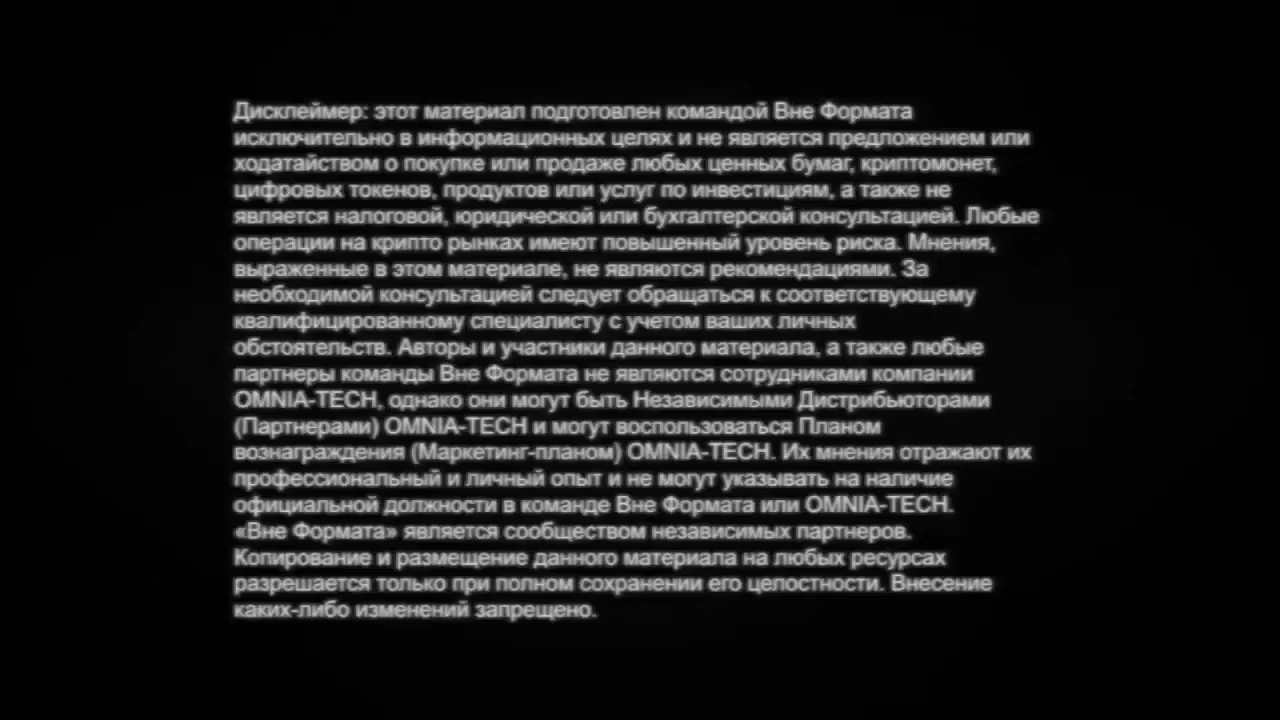 Дисклеймер: этот материал подготовлен командой Вне Формата
исключительно в информационных целях и не является предложением или
ходатайством о покупке или продаже любых ценных бумаг, криптомонет,
цифровых токенов, продуктов или услуг по инвестициям, а также не
является налоговой, юридической или бухгалтерской консультацией. Любые
операции на крипто рынках имеют повышенный уровень риска. Мнения,
выраженные в этом материале, не являются рекомендациями. За
необходимой консультацией следует обращаться к соответствующему
квалифицированному специалисту с учетом ваших личных
обстоятельств. Авторы и участники данного материала, а также любые
партнеры команды Вне Формата не являются сотрудниками компании
OMNIA-TECH, однако они могут быть Независимыми Дистрибьюторами
(Партнерами) OMNIA-TECH и могут воспользоваться Планом
вознаграждения (Маркетинг-планом) OMNIA-TECH. Их мнения отражают их
профессиональный и личный опыт и не могут указывать на наличие
официальной должности в команде Вне Формата или OMNIA-TECH.
«Вне Формата» является сообществом независимых партнеров.
Копирование и размещение данного материала на любых ресурсах
разрешается только при полном сохранении его целостности. Внесение
каких-либо изменений запрещено.